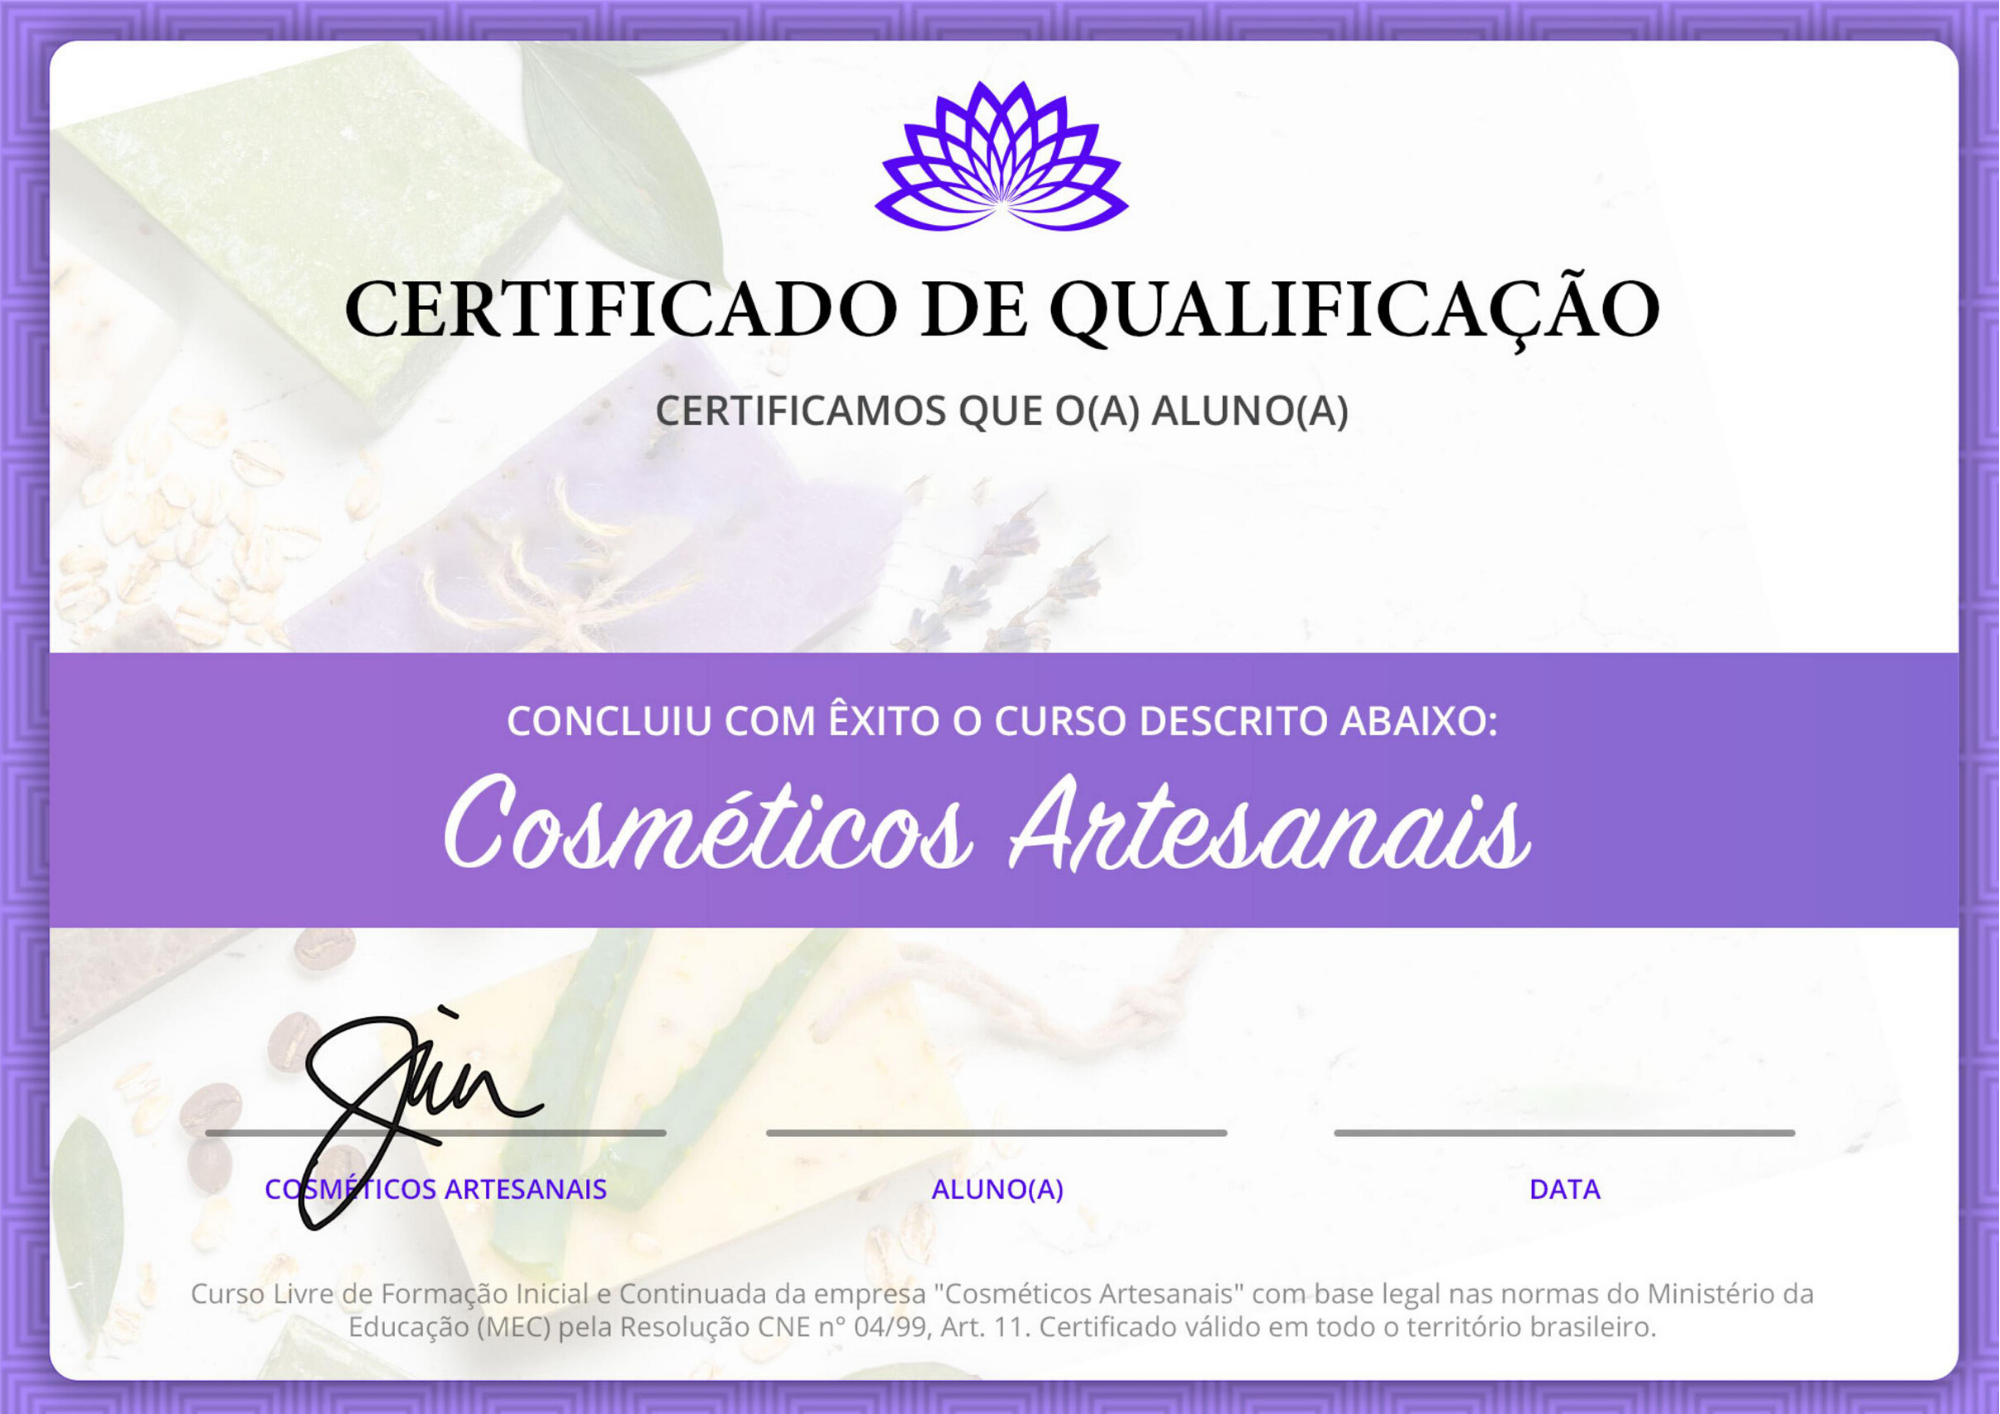 CERTIFICADO DE QUALIFICAÇÃO
CERTIFICAMOS QUE O(A) ALUNO(A)
CONCLUIU COM ÊXITO O CURSO DESCRITO ABAIXO:
Cosméticos Artesanais
COSMÉTICOS ARTESANAIS
ALUNO(A)
DATA
Curso Livre de Formação Inicial e Continuada da empresa "Cosméticos Artesanais" com base legal nas normas do Ministério da
Educação (MEC) pela Resolução CNE n° 04/99, Art. 11. Certificado válido em todo o território brasileiro.